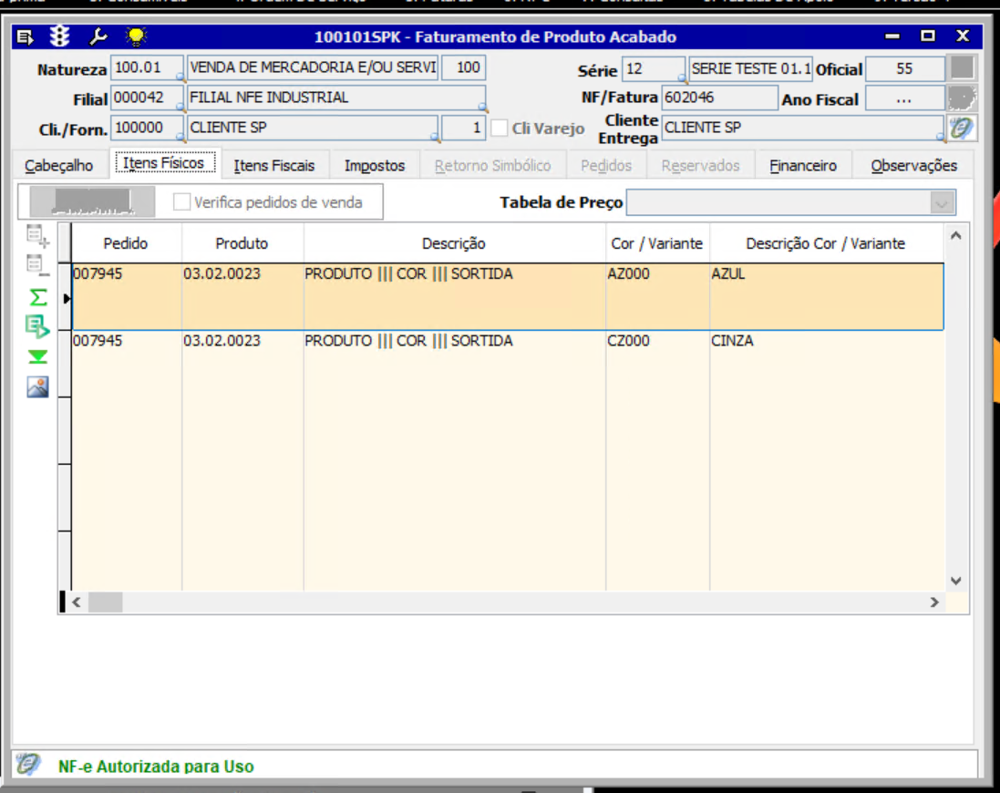 100101SPK - Faturamento de Produto Acabado
Natureza 100.01 VENDA DE MERCADORIA E/OU SERVI 100 Série 12 SERIE TESTE 01.1 Oficial 55
Filial 000042 FILIAL NFE INDUSTRIAL NF/Fatura 602046 Ano Fiscal ...
Cli./Forn. 100000 CLIENTE SP 1 Cli Varejo Cliente Entrega CLIENTE SP
Cabeçalho Itens Físicos Itens Fiscais Impostos Retorno Simbólico Pedidos Reservados Financeiro Observações
Verifica pedidos de venda Tabela de Preço
Pedido Produto Descrição Cor / Variante Descrição Cor / Variante
007945 03.02.0023 PRODUTO ||| COR ||| SORTIDA AZ000 AZUL
007945 03.02.0023 PRODUTO ||| COR ||| SORTIDA CZ000 CINZA
NF-e Autorizada para Uso